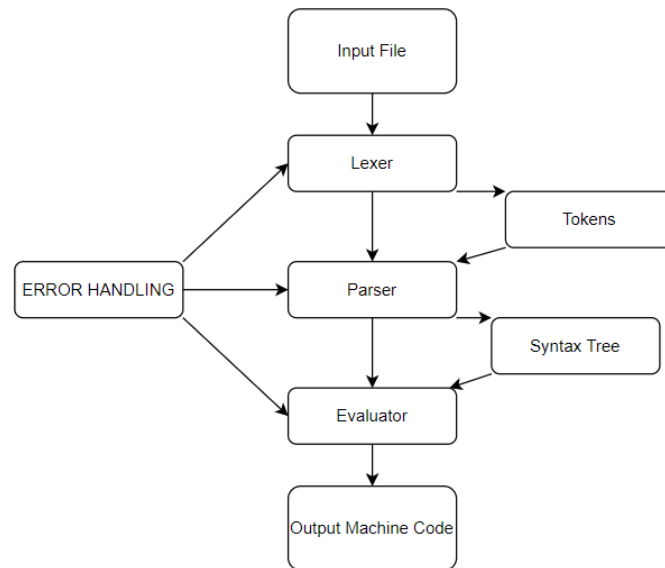 Input File
Lexer
Tokens
ERROR HANDLING
Parser
Syntax Tree
Evaluator
Output Machine Code